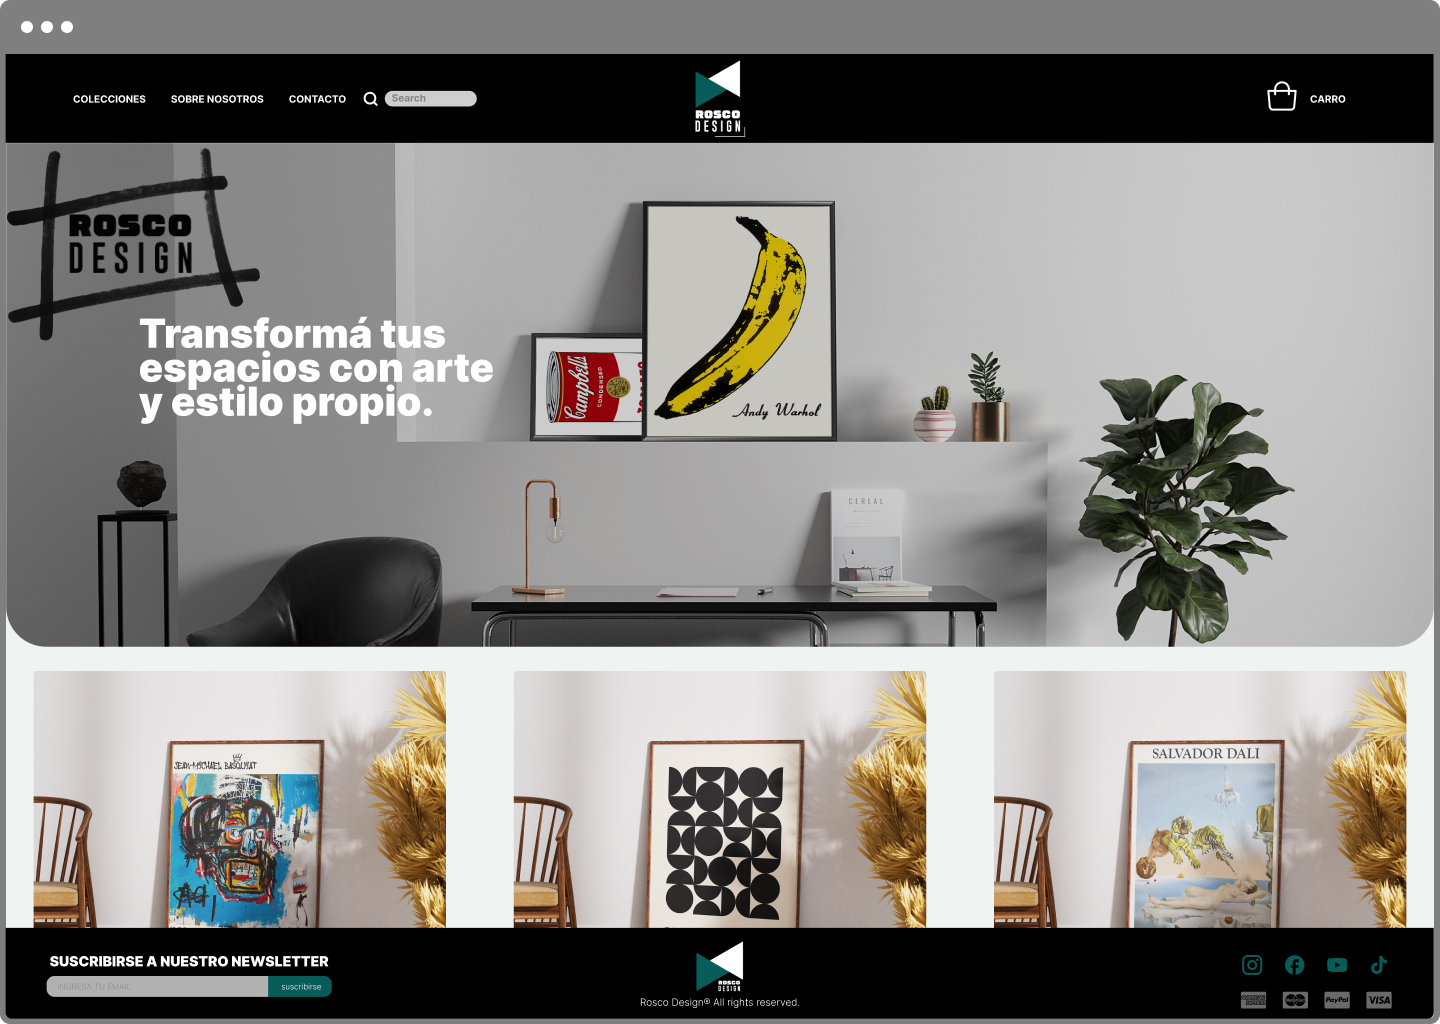 COLECCIONES
SOBRE NOSOTROS
CONTACTO
Search
ROSCO
DESIGN
CARRO
ROSCO
DESIGN
Transformá tus
espacios con arte
y estilo propio.
Campbell's
CONDENSED
Andy Warhol
CEREAL
JEAN-MICHAEL BASQUIAT
SALVADOR DALI
SUSCRIBIRSE A NUESTRO NEWSLETTER
INGRESA TU EMAIL
suscribirse
ROSCO
DESIGN
Rosco Design® All rights reserved.
PayPal
VISA